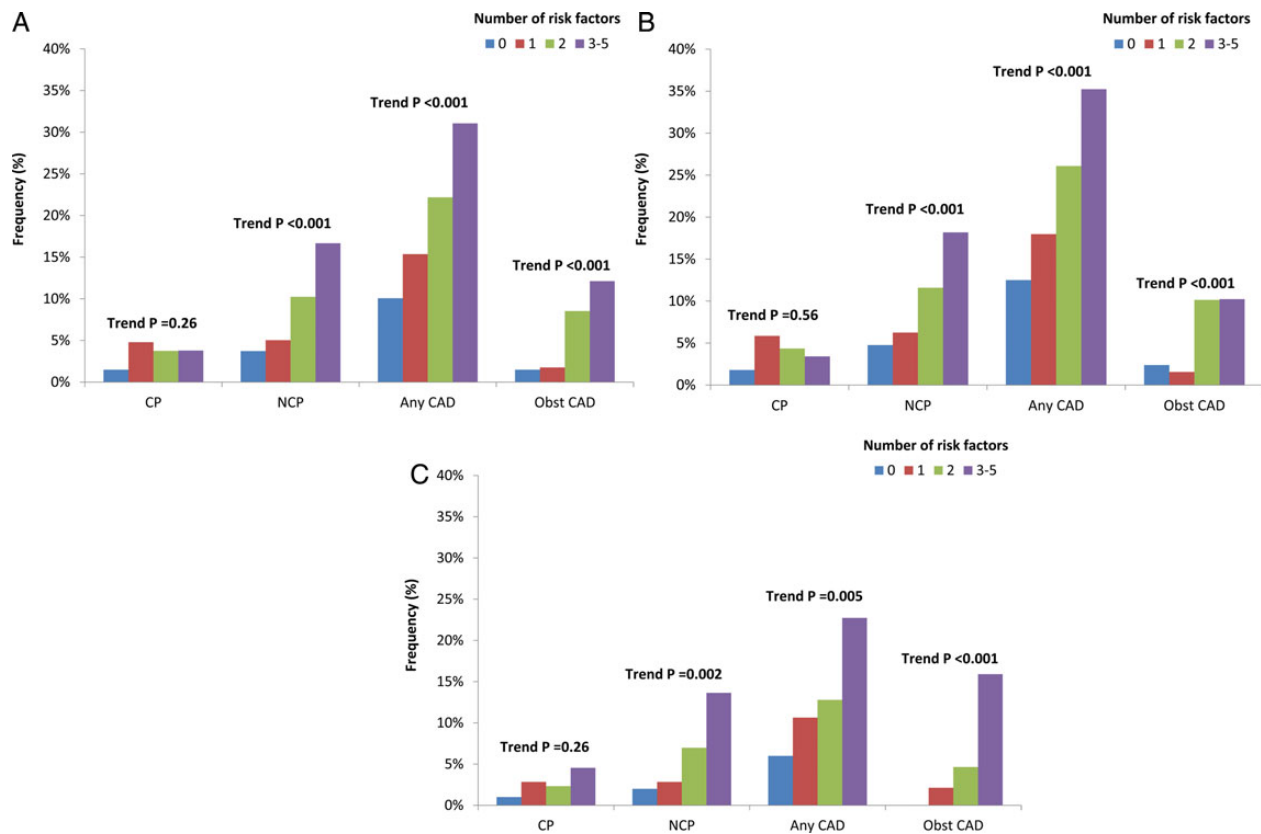 A
Number of risk factors
0 1 2 3-5
40%
35%
30%
25%
20%
15%
10%
5%
0%
Frequency (%)
Trend P =0.26
Trend P <0.001
Trend P <0.001
Trend P <0.001
CP NCP Any CAD Obst CAD
B
Number of risk factors
0 1 2 3-5
40%
35%
30%
25%
20%
15%
10%
5%
0%
Frequency (%)
Trend P =0.56
Trend P <0.001
Trend P <0.001
Trend P <0.001
CP NCP Any CAD Obst CAD
C
Number of risk factors
0 1 2 3-5
40%
35%
30%
25%
20%
15%
10%
5%
0%
Frequency (%)
Trend P =0.26
Trend P =0.002
Trend P =0.005
Trend P <0.001
CP NCP Any CAD Obst CAD